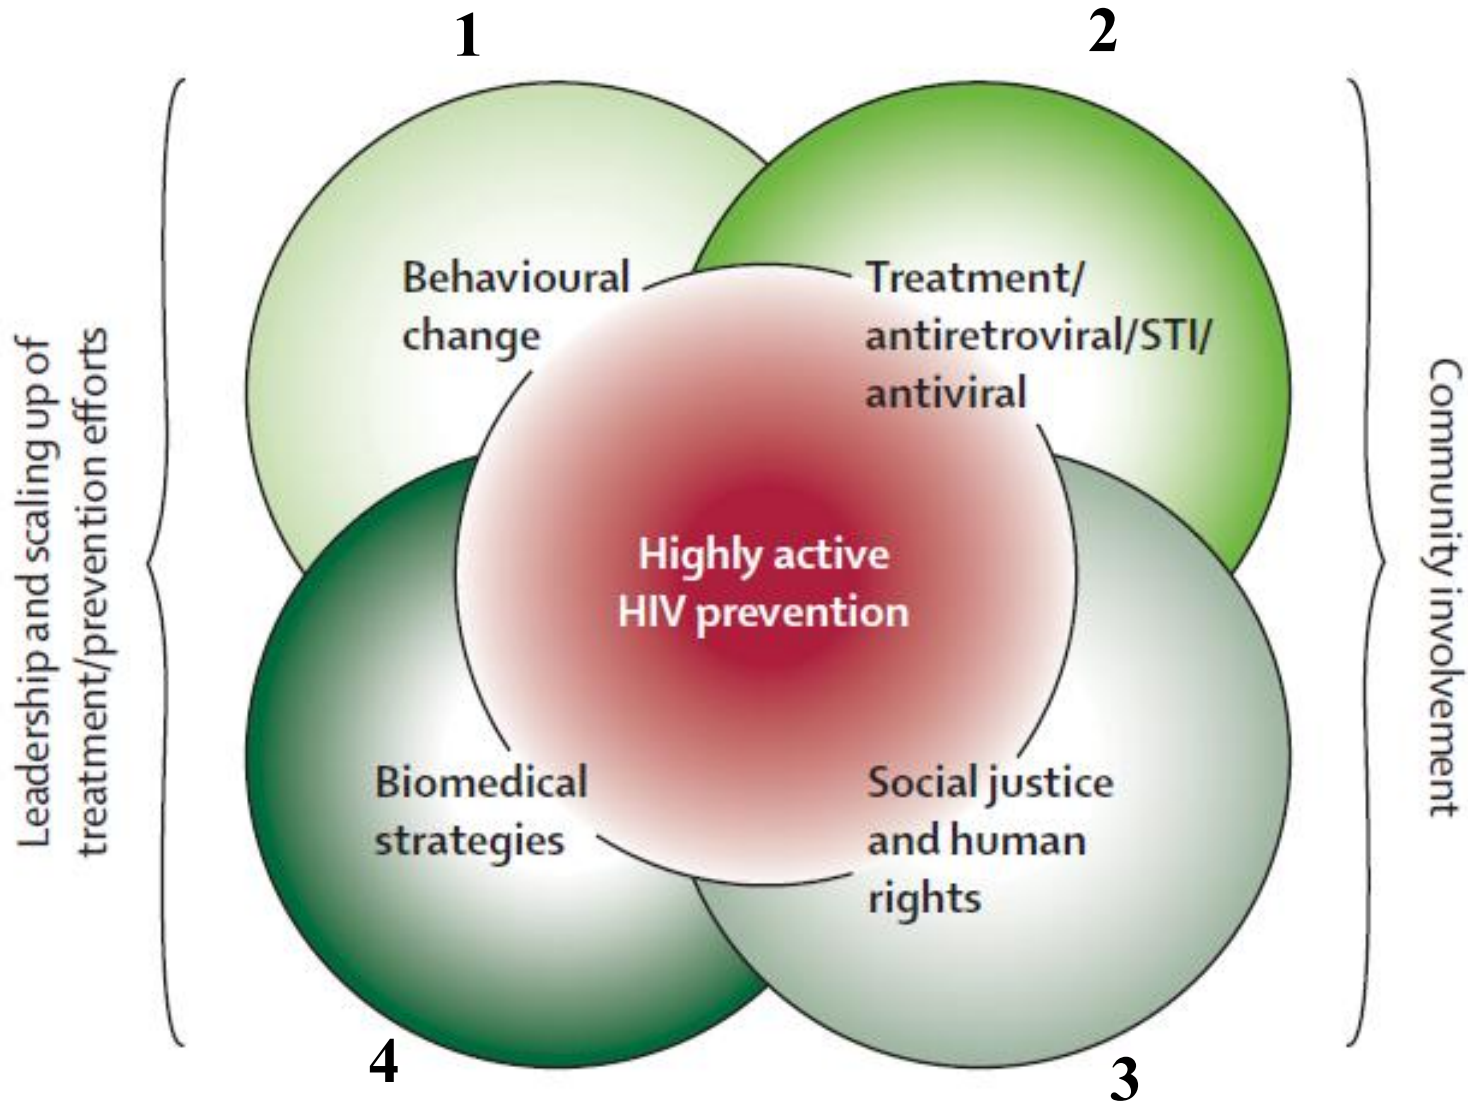 1
2
Leadership and scaling up of
treatment/prevention efforts
Behavioural
change
Treatment/
antiretroviral/STI/
antiviral
Highly active
HIV prevention
Biomedical
strategies
Social justice
and human
rights
Community involvement
4
3